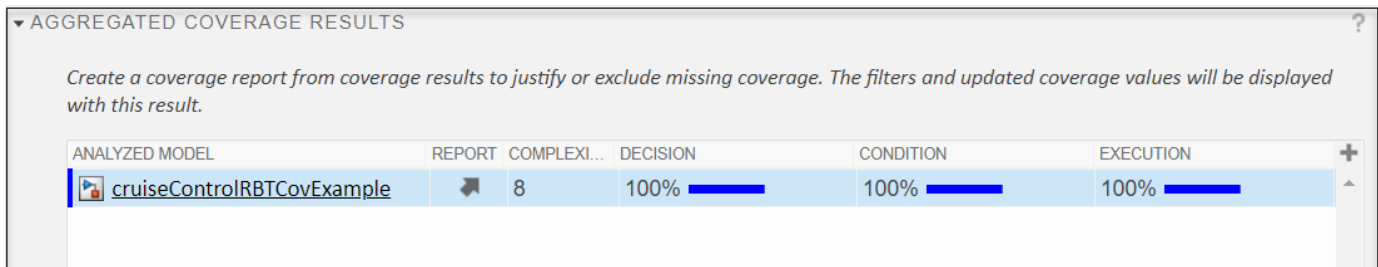 AGGREGATED COVERAGE RESULTS
?
Create a coverage report from coverage results to justify or exclude missing coverage. The filters and updated coverage values will be displayed
with this result.
ANALYZED MODEL REPORT COMPLEXI... DECISION CONDITION EXECUTION
cruiseControlRBTCovExample 8 100% 100% 100%